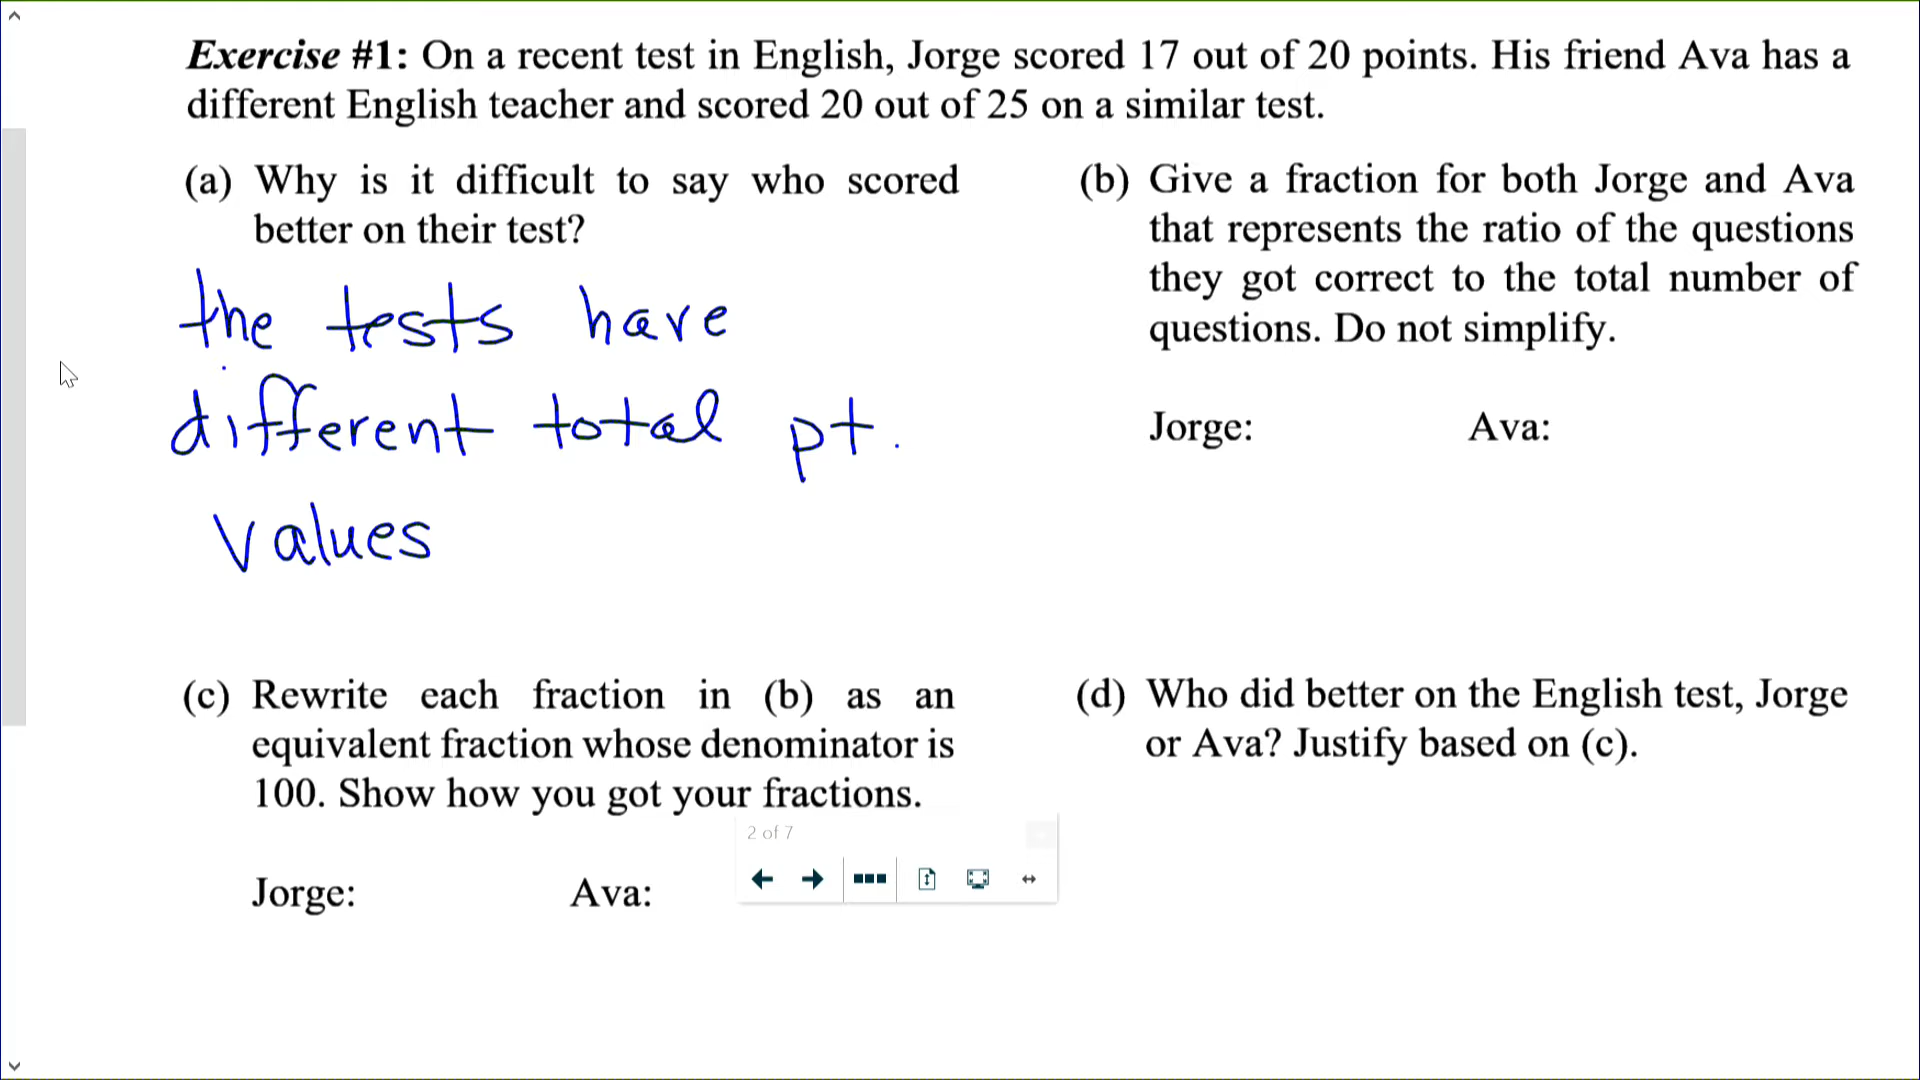 Exercise #1: On a recent test in English, Jorge scored 17 out of 20 points. His friend Ava has a
different English teacher and scored 20 out of 25 on a similar test.
(a) Why is it difficult to say who scored
better on their test?
the tests have
different total pt.
values
(b) Give a fraction for both Jorge and Ava
that represents the ratio of the questions
they got correct to the total number of
questions. Do not simplify.
Jorge: Ava:
(c) Rewrite each fraction in (b) as an
equivalent fraction whose denominator is
100. Show how you got your fractions.
Jorge: Ava:
(d) Who did better on the English test, Jorge
or Ava? Justify based on (c).
2 of 7